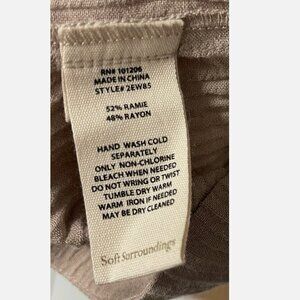 RN# 101206
MADE IN CHINA
STYLE# 2EW85
52% RAMIE
48% RAYON
HAND WASH COLD
SEPARATELY
ONLY NON-CHLORINE
BLEACH WHEN NEEDED
DO NOT WRING OR TWIST
TUMBLE DRY WARM
WARM IRON IF NEEDED
MAY BE DRY CLEANED
Soft Surroundings